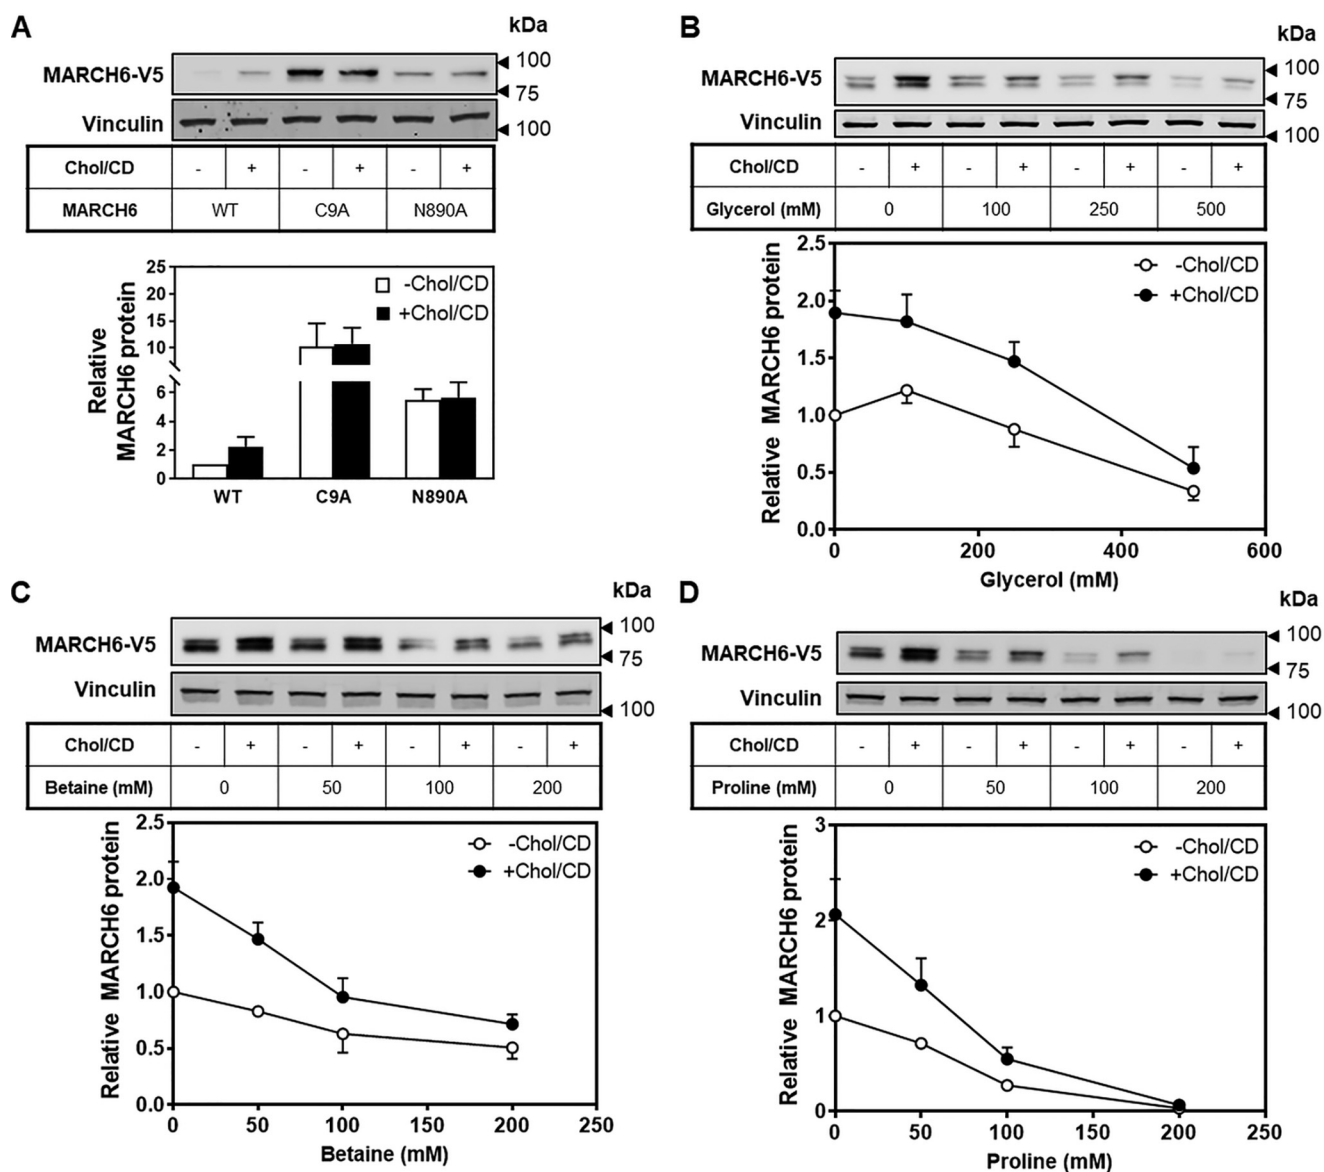 A
kDa
MARCH6-V5
◄ 100
◄ 75
Vinculin
◄ 100
Chol/CD - + - + - +
MARCH6 WT C9A N890A
Relative
MARCH6 protein
25
20
15
10
6
4
2
0
-Chol/CD
+Chol/CD
WT C9A N890A
B
kDa
MARCH6-V5
◄ 100
◄ 75
Vinculin
◄ 100
Chol/CD - + - + - + - +
Glycerol (mM) 0 100 250 500
Relative MARCH6 protein
2.5
2.0
1.5
1.0
0.5
0.0
-Chol/CD
+Chol/CD
0 200 400 600
Glycerol (mM)
C
kDa
MARCH6-V5
◄ 100
◄ 75
Vinculin
◄ 100
Chol/CD - + - + - + - +
Betaine (mM) 0 50 100 200
Relative MARCH6 protein
2.5
2.0
1.5
1.0
0.5
0.0
-Chol/CD
+Chol/CD
0 50 100 150 200 250
Betaine (mM)
D
kDa
MARCH6-V5
◄ 100
◄ 75
Vinculin
◄ 100
Chol/CD - + - + - + - +
Proline (mM) 0 50 100 200
Relative MARCH6 protein
3
2
1
0
-Chol/CD
+Chol/CD
0 50 100 150 200 250
Proline (mM)